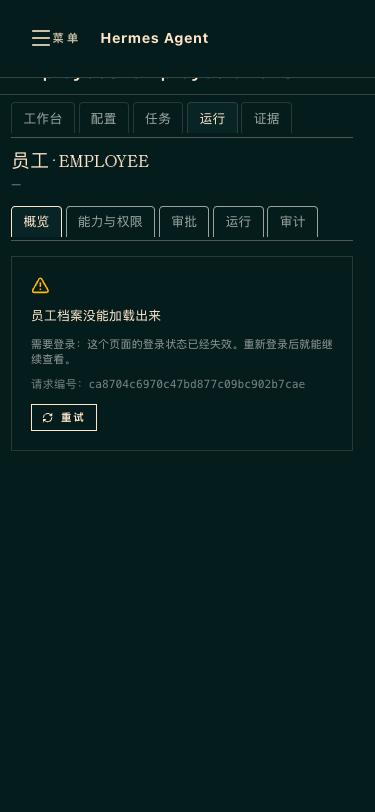 菜单 Hermes Agent
工作台 配置 任务 运行 证据
员工·EMPLOYEE
—
概览 能力与权限 审批 运行 审计
员工档案没能加载出来
需要登录：这个页面的登录状态已经失效。重新登录后就能继
续查看。
请求编号：ca8704c6970c47bd877c09bc902b7cae
重试